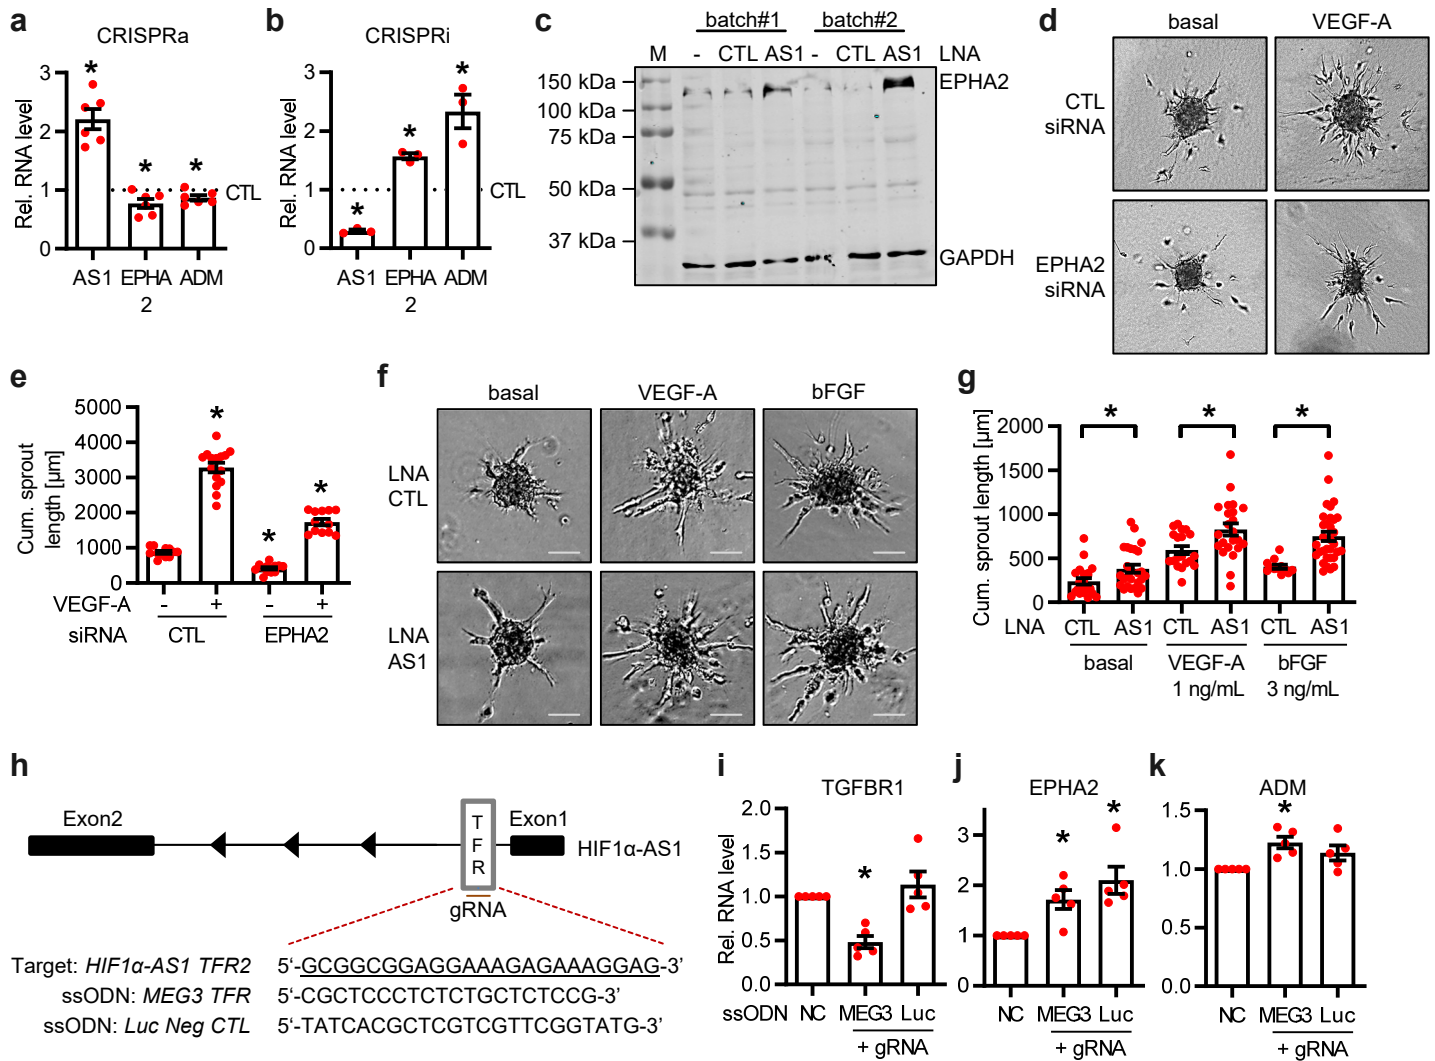 a
CRISPRa
Rel. RNA level
3
2
1
0
*
*
*
CTL
AS1 EPHA2 ADM
b
CRISPRi
Rel. RNA level
3
2
1
0
*
*
*
CTL
AS1 EPHA2 ADM
c
batch#1 batch#2
M - CTL AS1 - CTL AS1 LNA
150 kDa
100 kDa
75 kDa
50 kDa
37 kDa
EPHA2
GAPDH
d
basal VEGF-A
CTL
siRNA
EPHA2
siRNA
e
Cum. sprout
length [µm]
5000
4000
3000
2000
1000
0
*
*
*
VEGF-A - + - +
siRNA CTL EPHA2
f
basal VEGF-A bFGF
LNA
CTL
LNA
AS1
g
Cum. sprout length [µm]
2000
1500
1000
500
0
* * *
LNA CTL AS1 CTL AS1 CTL AS1
basal VEGF-A bFGF
1 ng/mL 3 ng/mL
h
Exon2 Exon1
T
F
R
HIF1α-AS1
gRNA
Target: HIF1α-AS1 TFR2 5‘-GCGGCGGAGGAAAGAGAAAGGAG-3’
ssODN: MEG3 TFR 5‘-CGCTCCCTCTCTGCTCTCCG-3’
ssODN: Luc Neg CTL 5‘-TATCACGCTCGTCGTTCGGTATG-3’
i
TGFBR1
Rel. RNA level
2.0
1.5
1.0
0.5
0.0
*
ssODN NC MEG3 Luc
+ gRNA
j
EPHA2
3
2
1
0
*
*
NC MEG3 Luc
+ gRNA
k
ADM
1.5
1.0
0.5
0.0
*
NC MEG3 Luc
+ gRNA